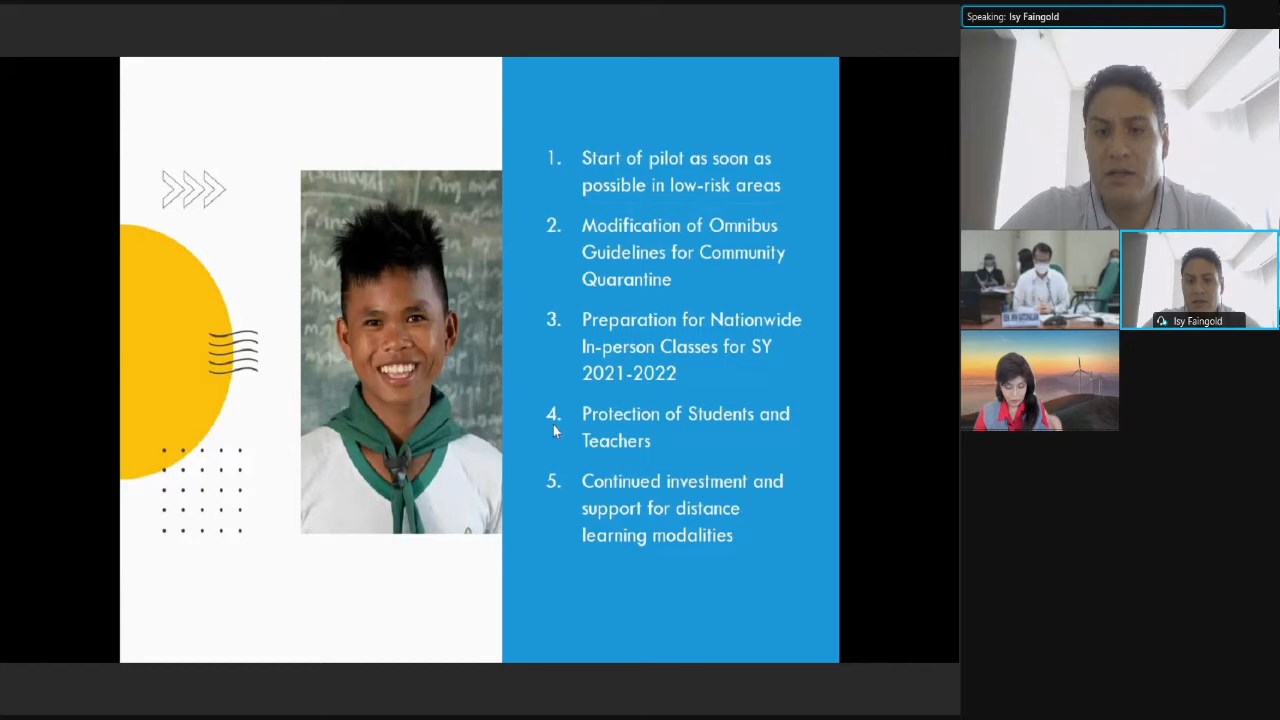 Speaking: Isy Faingold
1. Start of pilot as soon as
possible in low-risk areas
2. Modification of Omnibus
Guidelines for Community
Quarantine
3. Preparation for Nationwide
In-person Classes for SY
2021-2022
4. Protection of Students and
Teachers
5. Continued investment and
support for distance
learning modalities
Isy Faingold